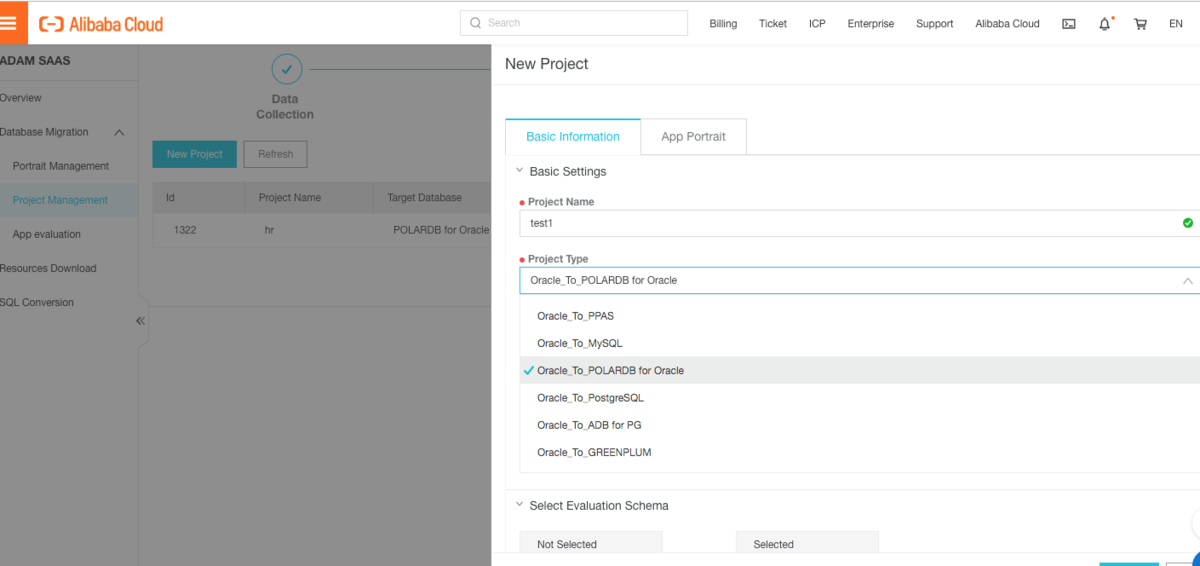 Alibaba Cloud
Search
Billing
Ticket
ICP
Enterprise
Support
Alibaba Cloud
EN
ADAM SAAS
Overview
Database Migration
Portrait Management
Project Management
App evaluation
Resources Download
SQL Conversion
Data
Collection
New Project
Refresh
Id
Project Name
Target Database
1322
hr
POLARDB for Oracle
New Project
Basic Information
App Portrait
Basic Settings
Project Name
test1
Project Type
Oracle_To_POLARDB for Oracle
Oracle_To_PPAS
Oracle_To_MySQL
Oracle_To_POLARDB for Oracle
Oracle_To_PostgreSQL
Oracle_To_ADB for PG
Oracle_To_GREENPLUM
Select Evaluation Schema
Not Selected
Selected